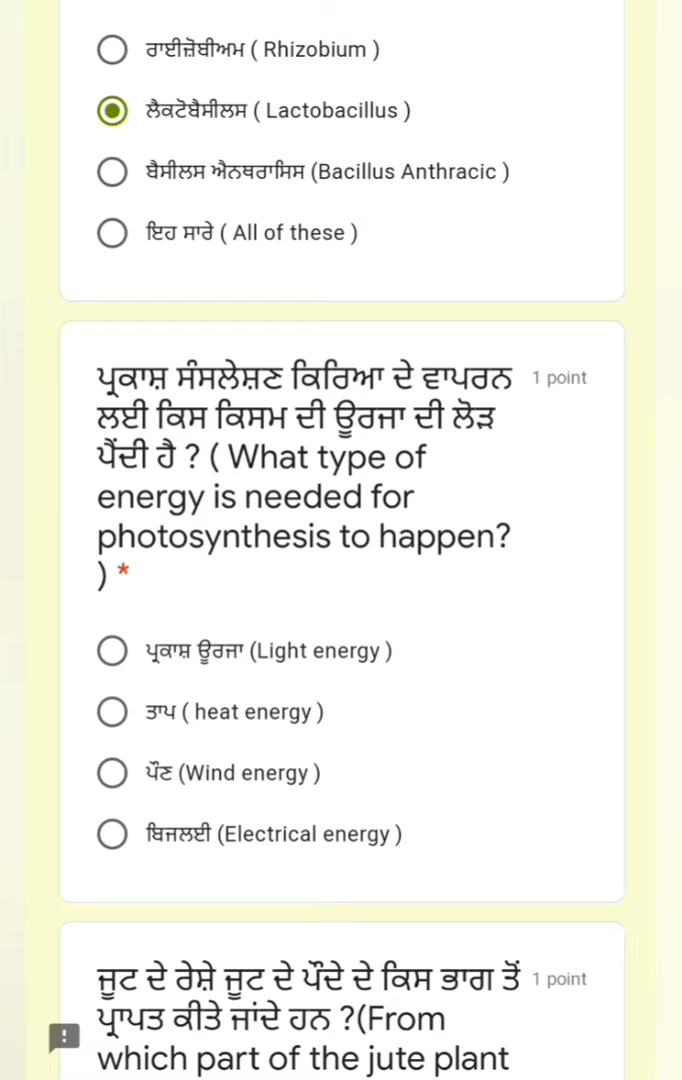 ਰਾਈਜ਼ੋਬੀਅਮ ( Rhizobium )
ਲੈਕਟੋਬੈਸੀਲਸ ( Lactobacillus )
ਬੈਸੀਲਸ ਐਨਥਰਾਸਿਸ (Bacillus Anthracic )
ਇਹ ਸਾਰੇ ( All of these )
ਪ੍ਰਕਾਸ਼ ਸੰਸਲੇਸ਼ਣ ਕਿਰਿਆ ਦੇ ਵਾਪਰਨ 1 point
ਲਈ ਕਿਸ ਕਿਸਮ ਦੀ ਊਰਜਾ ਦੀ ਲੋੜ
ਪੈਂਦੀ ਹੈ ? ( What type of
energy is needed for
photosynthesis to happen?
) *
ਪ੍ਰਕਾਸ਼ ਊਰਜਾ (Light energy )
ਤਾਪ ( heat energy )
ਪੌਣ (Wind energy )
ਬਿਜਲਈ (Electrical energy )
ਜੂਟ ਦੇ ਰੇਸ਼ੇ ਜੂਟ ਦੇ ਪੌਦੇ ਦੇ ਕਿਸ ਭਾਗ ਤੋਂ 1 point
ਪ੍ਰਾਪਤ ਕੀਤੇ ਜਾਂਦੇ ਹਨ ?(From
which part of the jute plant